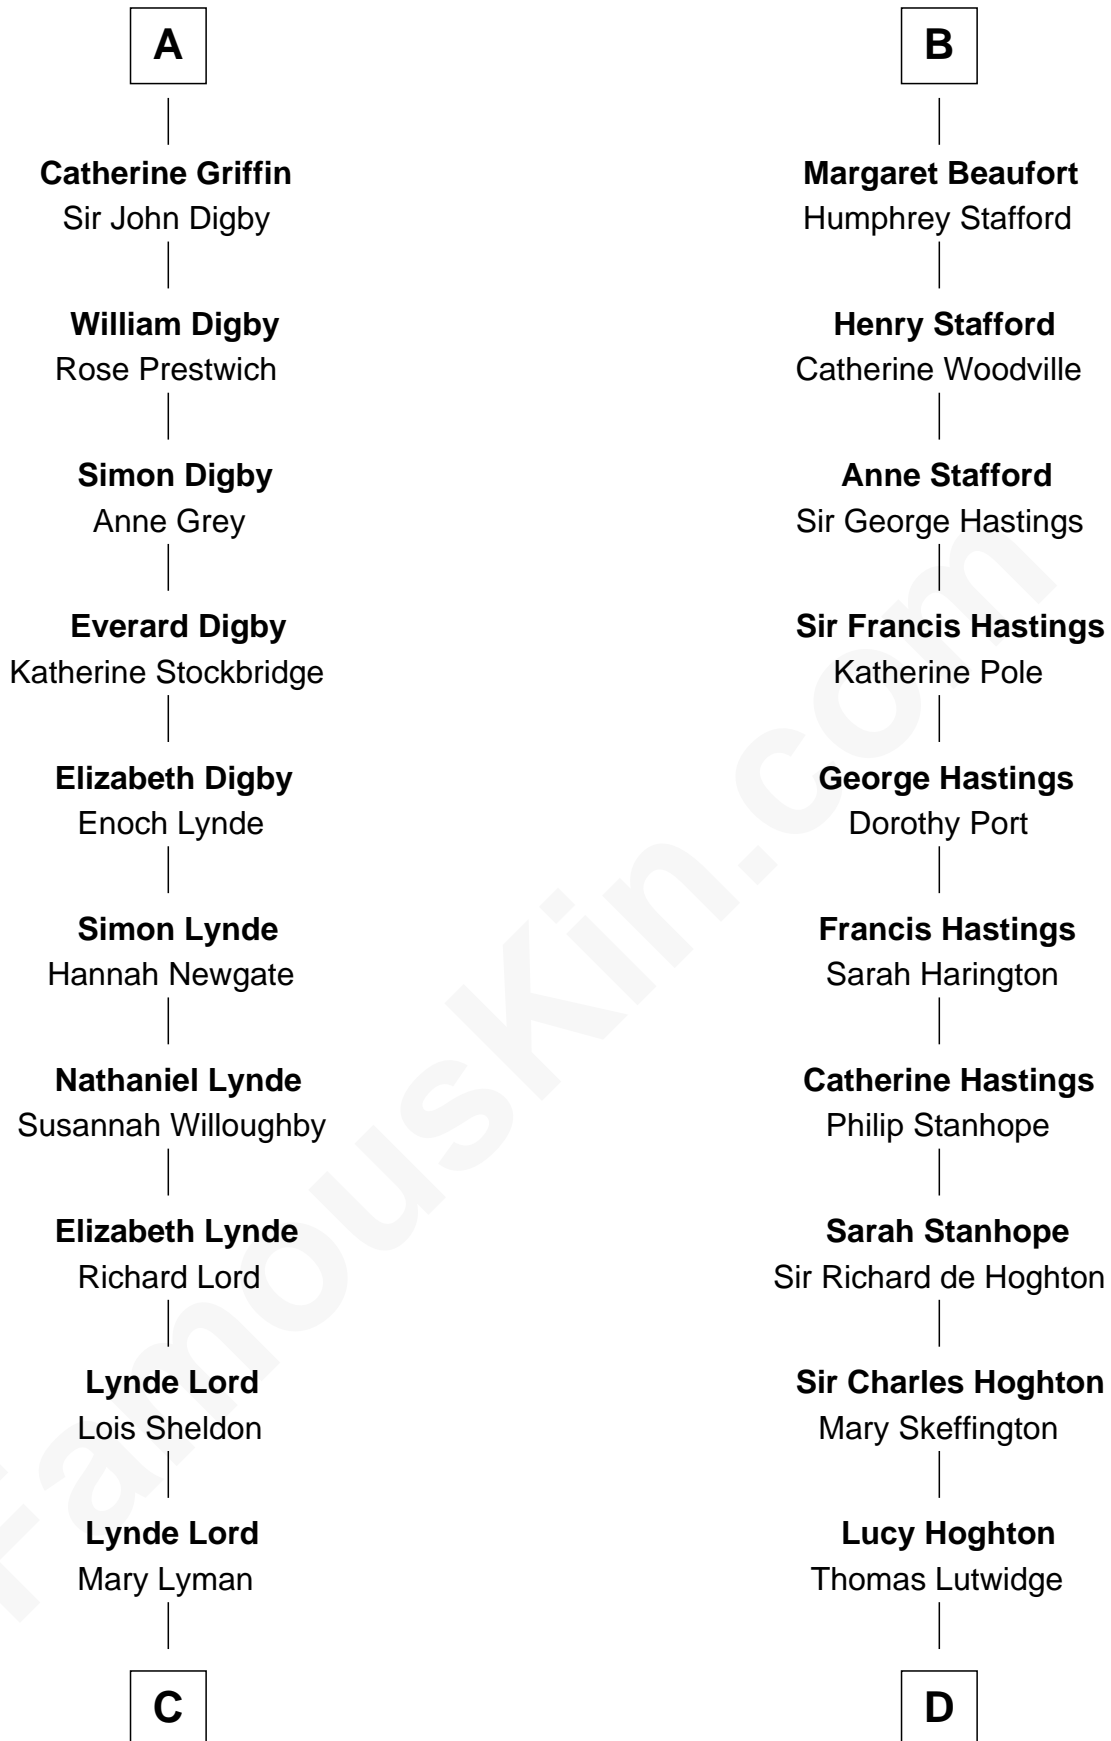 A
Catherine Griffin
Sir John Digby
William Digby
Rose Prestwich
Simon Digby
Anne Grey
Everard Digby
Katherine Stockbridge
Elizabeth Digby
Enoch Lynde
Simon Lynde
Hannah Newgate
Nathaniel Lynde
Susannah Willoughby
Elizabeth Lynde
Richard Lord
Lynde Lord
Lois Sheldon
Lynde Lord
Mary Lyman
C
B
Margaret Beaufort
Humphrey Stafford
Henry Stafford
Catherine Woodville
Anne Stafford
Sir George Hastings
Sir Francis Hastings
Katherine Pole
George Hastings
Dorothy Port
Francis Hastings
Sarah Harington
Catherine Hastings
Philip Stanhope
Sarah Stanhope
Sir Richard de Hoghton
Sir Charles Hoghton
Mary Skeffington
Lucy Hoghton
Thomas Lutwidge
D
FamousKin.com